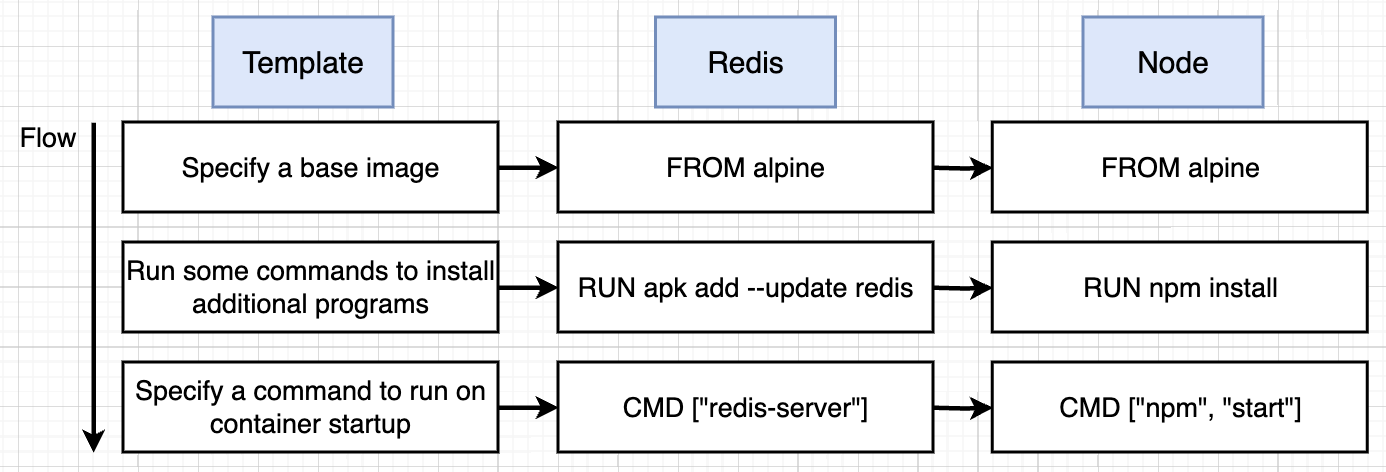 Template
Redis
Node
Flow
Specify a base image
FROM alpine
FROM alpine
Run some commands to install
additional programs
RUN apk add --update redis
RUN npm install
Specify a command to run on
container startup
CMD ["redis-server"]
CMD ["npm", "start"]